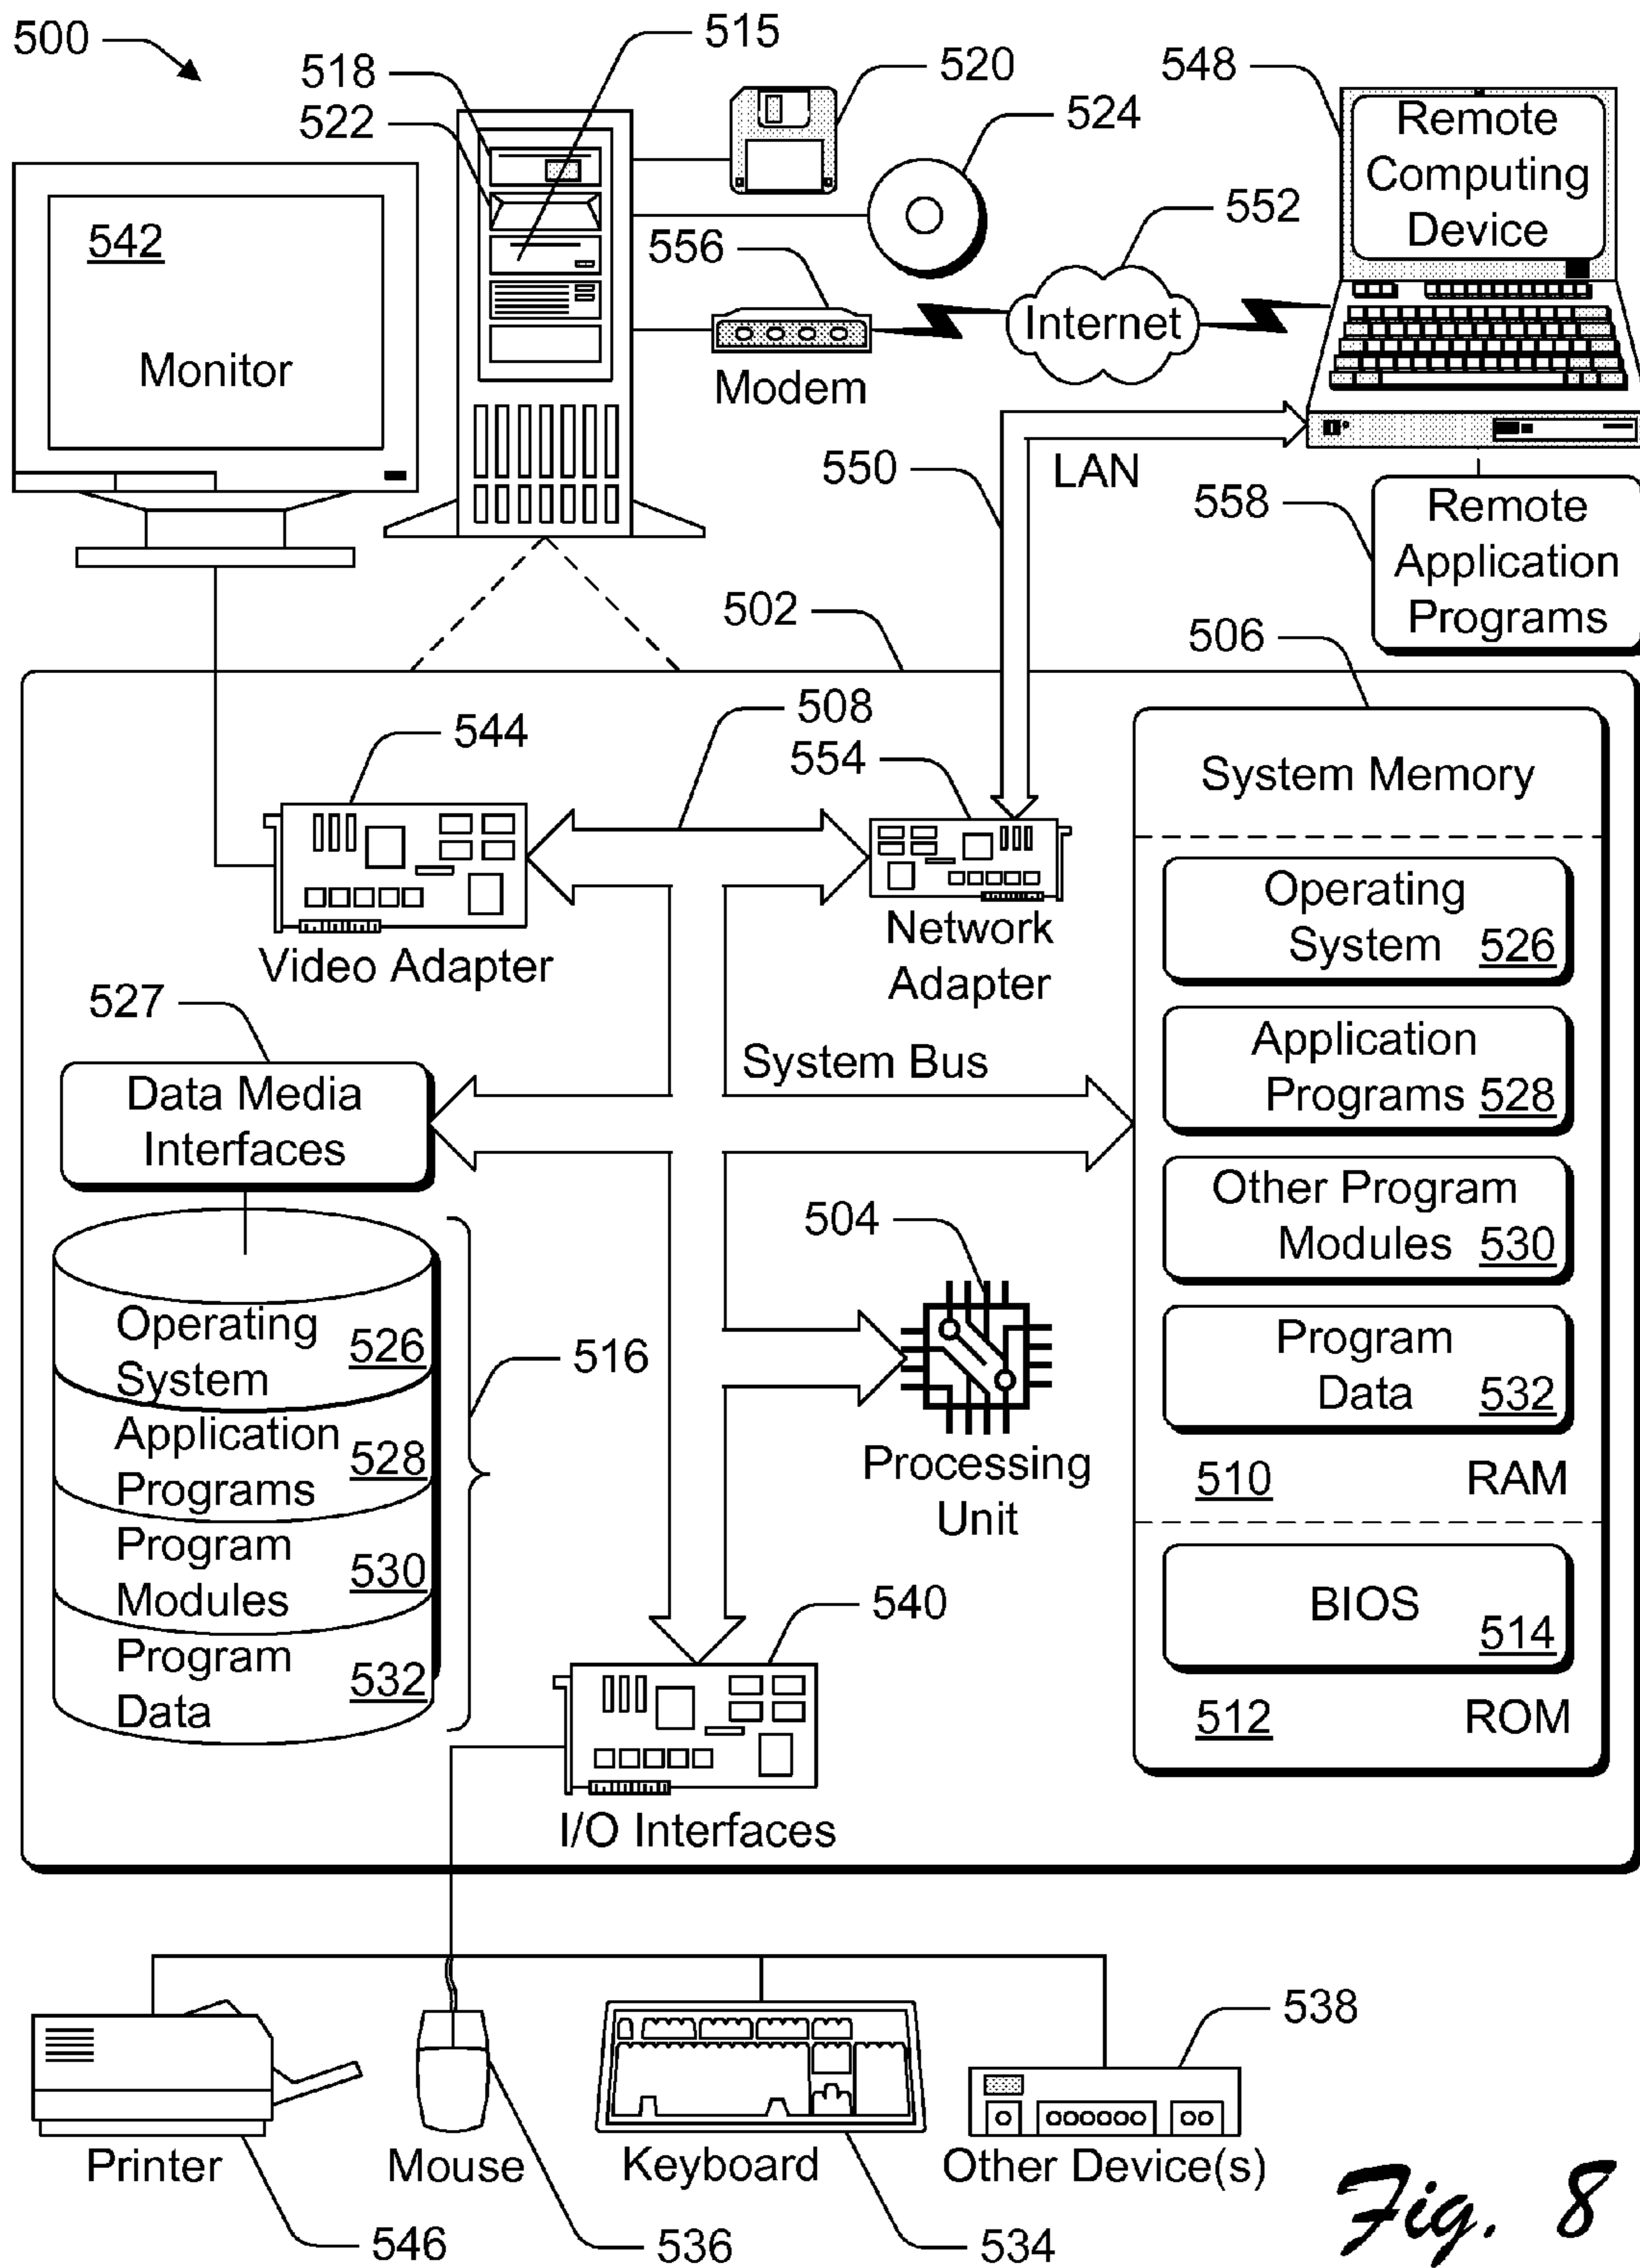 500
515
518
520
548
522
524
Remote
Computing
Device
542
556
552
Internet
Monitor
Modem
550
LAN
558
Remote
Application
Programs
502
506
508
544
554
System Memory
Operating
System 526
Network
Adapter
Video Adapter
527
Application
Programs 528
System Bus
Data Media
Interfaces
Other Program
Modules 530
504
Operating
System 526
516
Program
Data 532
Application
Programs 528
Processing
Unit
510 RAM
Program
Modules 530
540
BIOS
514
Program
Data 532
512 ROM
I/O Interfaces
538
Printer
Mouse
Keyboard
Other Device(s)
546
536
534
Fig. 8